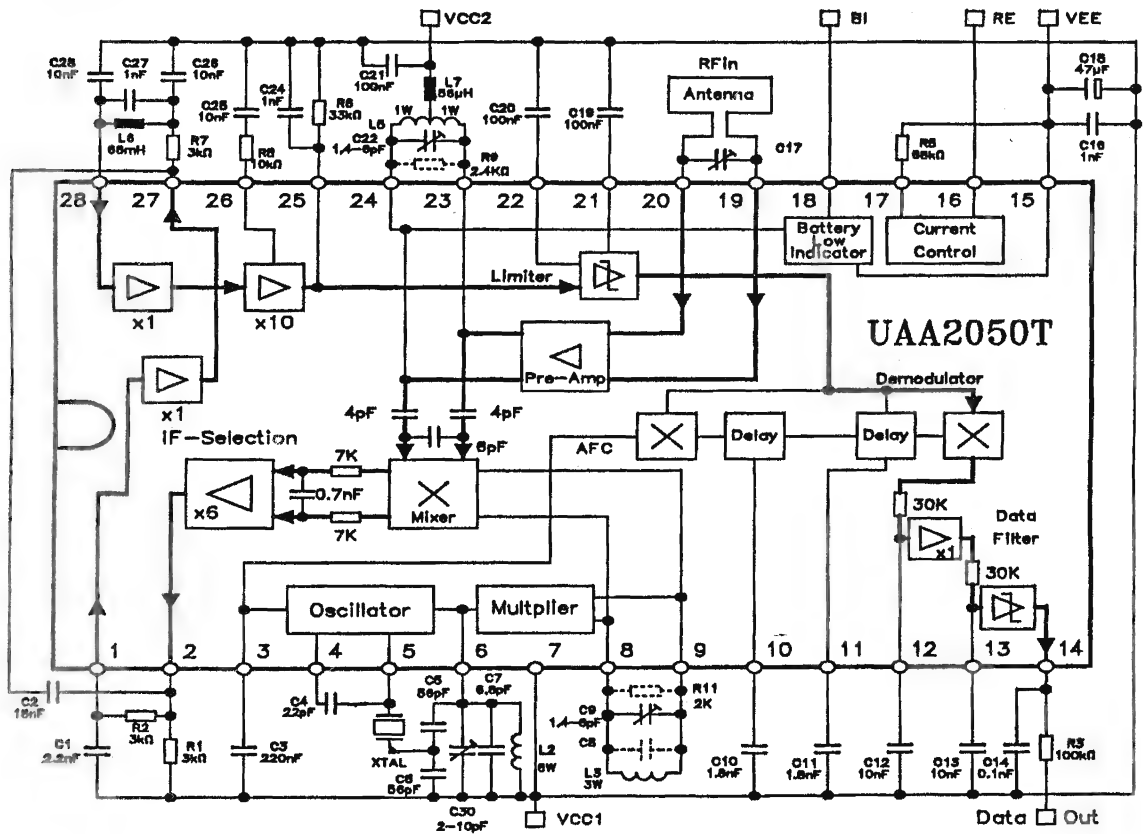 VCC2
BI
RE
VEE
C28
10nF
C27
1nF
C26
10nF
C25
10nF
C24
1nF
R6
33kΩ
C21
100nF
L7
56µH
1W
1W
L5
C22
1,4-6pF
R9
2.4KΩ
C20
100nF
C19
100nF
RFin
Antenna
C17
C18
47µF
C16
1nF
R5
68kΩ
L6
68mH
R7
3kΩ
R8
10kΩ
28
27
26
25
24
23
22
21
20
19
18
17
16
15
Battery
Low
Indicator
Current
Control
x1
x10
Limiter
UAA2050T
Pre-Amp
x1
Demodulator
4pF
4pF
6pF
IF-Selection
AFC
Delay
Delay
7K
0.7nF
x6
Mixer
7K
30K
Data
Filter
x1
30K
Oscillator
Multplier
1
2
3
4
5
6
7
8
9
10
11
12
13
14
C2
18nF
R2
3kΩ
C1
2.2nF
R1
3kΩ
C3
220nF
C4
22pF
XTAL
C5
56pF
C6
56pF
C7
6,8pF
L2
6W
C30
2-10pF
R11
2K
C9
1,4-6pF
C8
L3
3W
C10
1.8nF
C11
1.8nF
C12
10nF
C13
10nF
C14
0.1nF
R3
100kΩ
VCC1
Data
Out